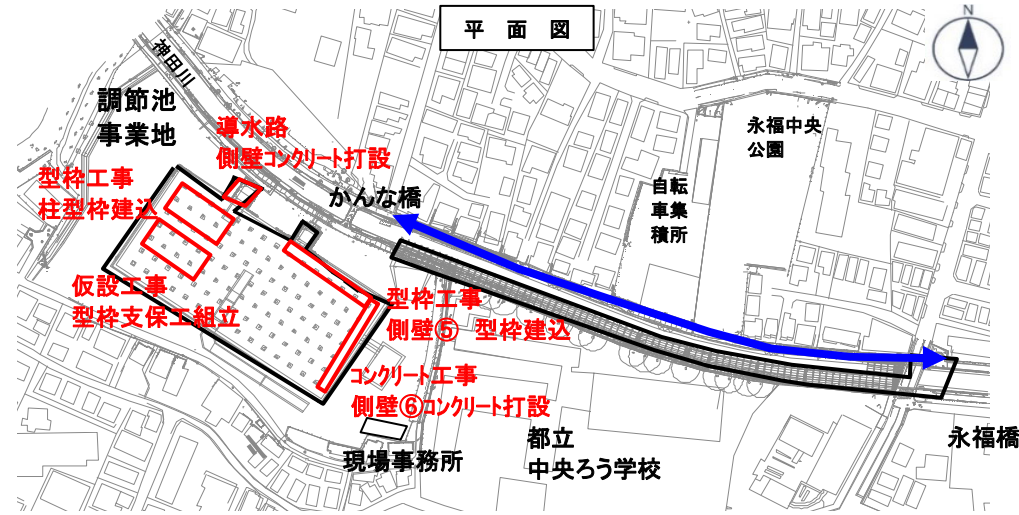 平面図
N
神田川
調節池
事業地
導水路
側壁コンクリート打設
型枠工事
柱型枠建込
かんな橋
永福中央
公園
自転
車集
積所
仮設工事
型枠支保工組立
型枠工事
側壁⑤ 型枠建込
コンクリート工事
側壁⑥コンクリート打設
現場事務所
都立
中央ろう学校
永福橋